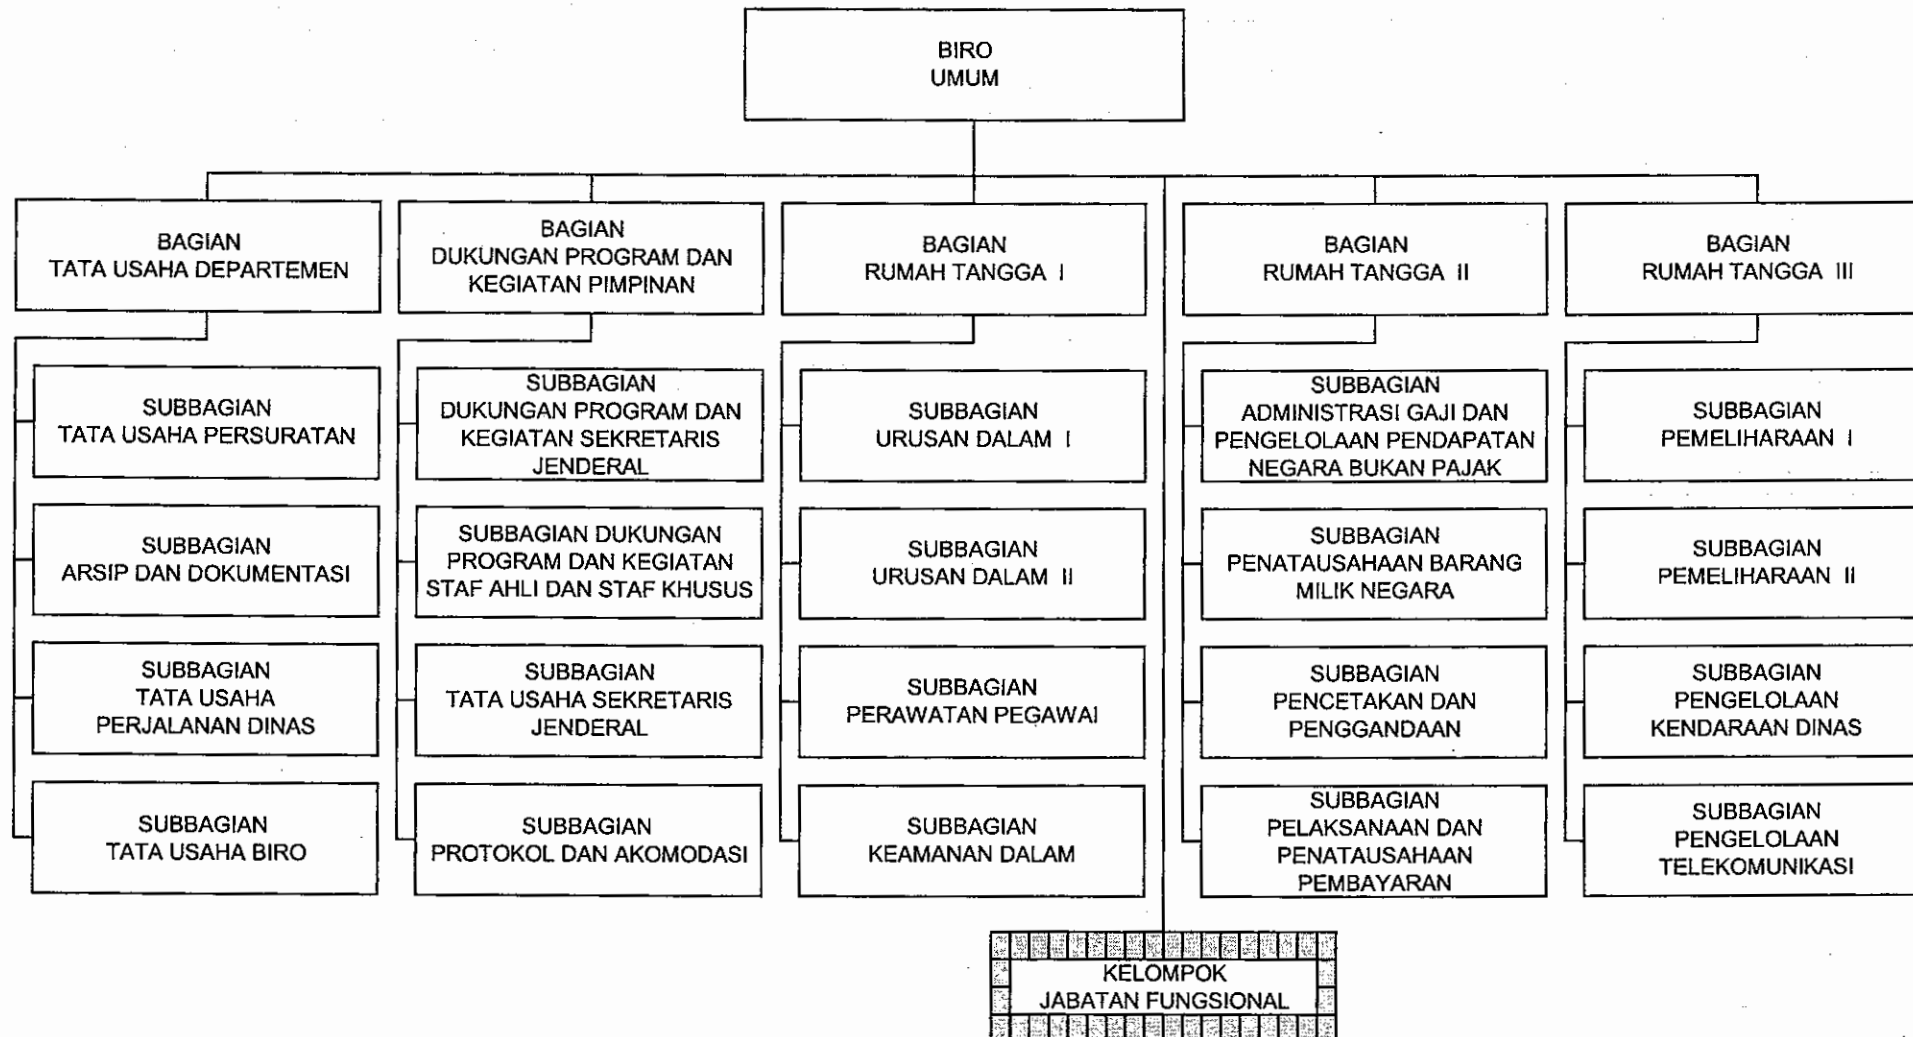 BIRO
UMUM
BAGIAN
TATA USAHA DEPARTEMEN
BAGIAN
DUKUNGAN PROGRAM DAN
KEGIATAN PIMPINAN
BAGIAN
RUMAH TANGGA I
BAGIAN
RUMAH TANGGA II
BAGIAN
RUMAH TANGGA III
SUBBAGIAN
TATA USAHA PERSURATAN
SUBBAGIAN
DUKUNGAN PROGRAM DAN
KEGIATAN SEKRETARIS
JENDERAL
SUBBAGIAN
URUSAN DALAM I
SUBBAGIAN
ADMINISTRASI GAJI DAN
PENGELOLAAN PENDAPATAN
NEGARA BUKAN PAJAK
SUBBAGIAN
PEMELIHARAAN I
SUBBAGIAN
ARSIP DAN DOKUMENTASI
SUBBAGIAN DUKUNGAN
PROGRAM DAN KEGIATAN
STAF AHLI DAN STAF KHUSUS
SUBBAGIAN
URUSAN DALAM II
SUBBAGIAN
PENATAUSAHAAN BARANG
MILIK NEGARA
SUBBAGIAN
PEMELIHARAAN II
SUBBAGIAN
TATA USAHA
PERJALANAN DINAS
SUBBAGIAN
TATA USAHA SEKRETARIS
JENDERAL
SUBBAGIAN
PERAWATAN PEGAWAI
SUBBAGIAN
PENCETAKAN DAN
PENGGANDAAN
SUBBAGIAN
PENGELOLAAN
KENDARAAN DINAS
SUBBAGIAN
TATA USAHA BIRO
SUBBAGIAN
PROTOKOL DAN AKOMODASI
SUBBAGIAN
KEAMANAN DALAM
SUBBAGIAN
PELAKSANAAN DAN
PENATAUSAHAAN
PEMBAYARAN
SUBBAGIAN
PENGELOLAAN
TELEKOMUNIKASI
KELOMPOK
JABATAN FUNGSIONAL